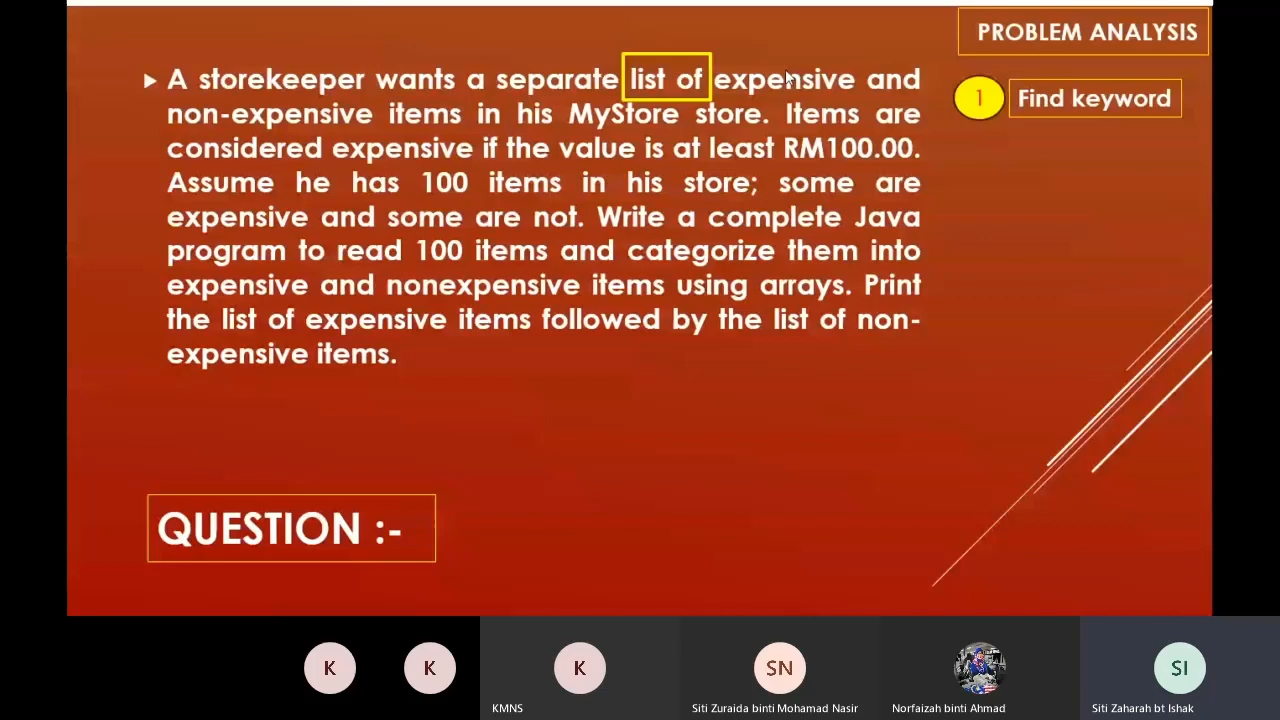 PROBLEM ANALYSIS
1 Find keyword
A storekeeper wants a separate list of expensive and
non-expensive items in his MyStore store. Items are
considered expensive if the value is at least RM100.00.
Assume he has 100 items in his store; some are
expensive and some are not. Write a complete Java
program to read 100 items and categorize them into
expensive and nonexpensive items using arrays. Print
the list of expensive items followed by the list of non-
expensive items.
QUESTION :-
K
K
K
SN
SI
KMNS
Siti Zuraida binti Mohamad Nasir
Norfaizah binti Ahmad
Siti Zaharah bt Ishak